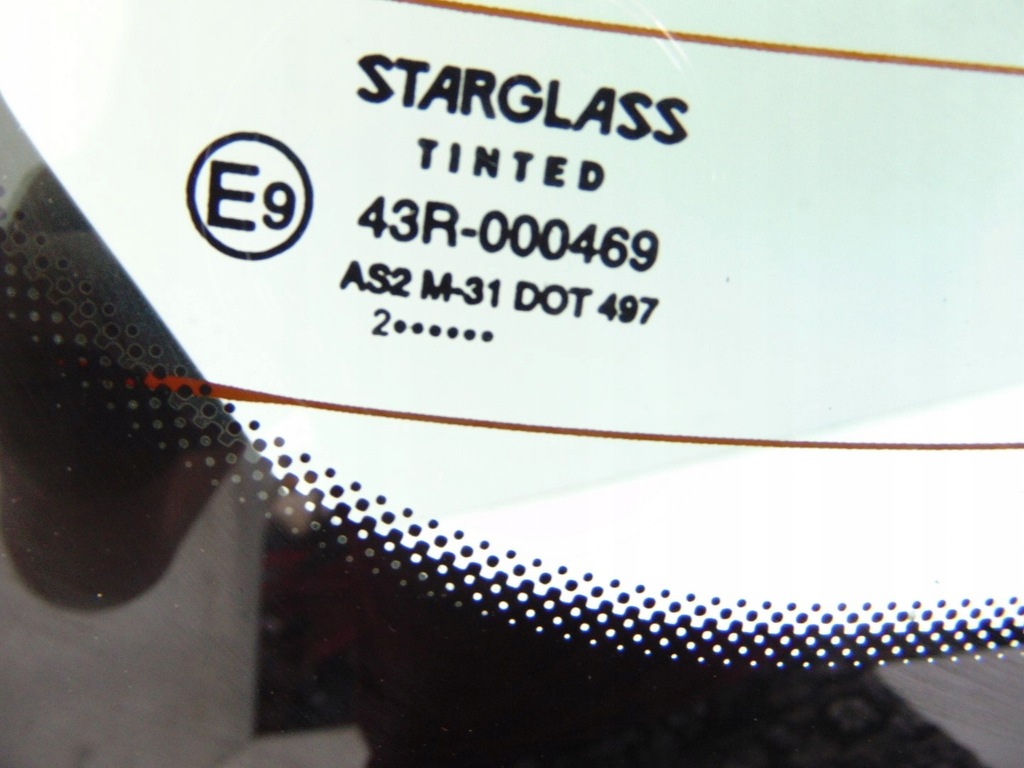 STARGLASS
TINTED
E9
43R-000469
AS2 M-31 DOT 497
2••••••